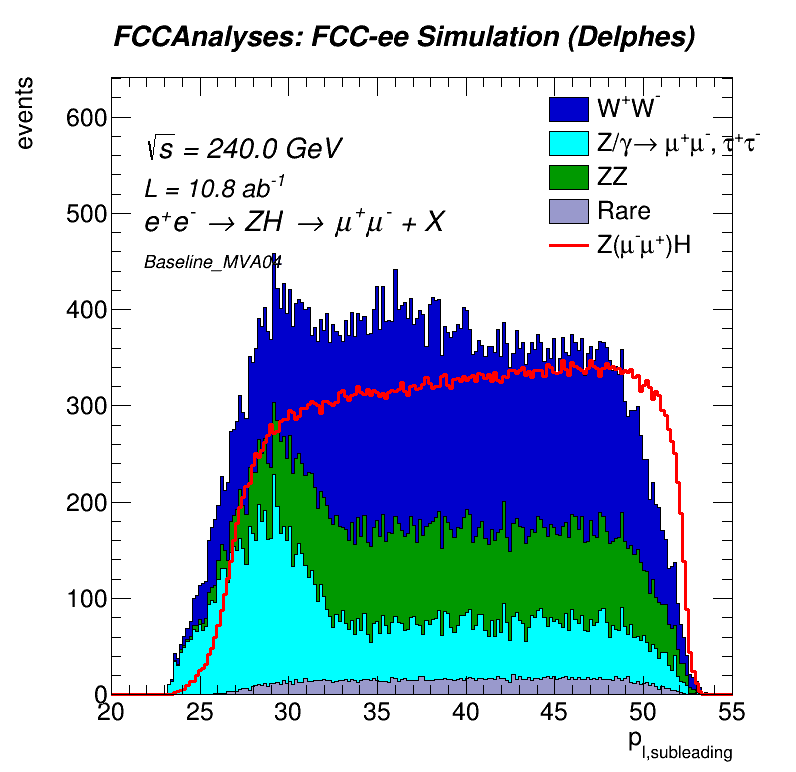 FCCAnalyses: FCC-ee Simulation (Delphes)
events
√s = 240.0 GeV
L = 10.8 ab⁻¹
e⁺e⁻ → ZH → μ⁺μ⁻ + X
Baseline_MVA04
W⁺W⁻
Z/γ→ μ⁺μ⁻, τ⁺τ⁻
ZZ
Rare
Z(μ⁻μ⁺)H
600
500
400
300
200
100
0
20 25 30 35 40 45 50 55
p_l,subleading